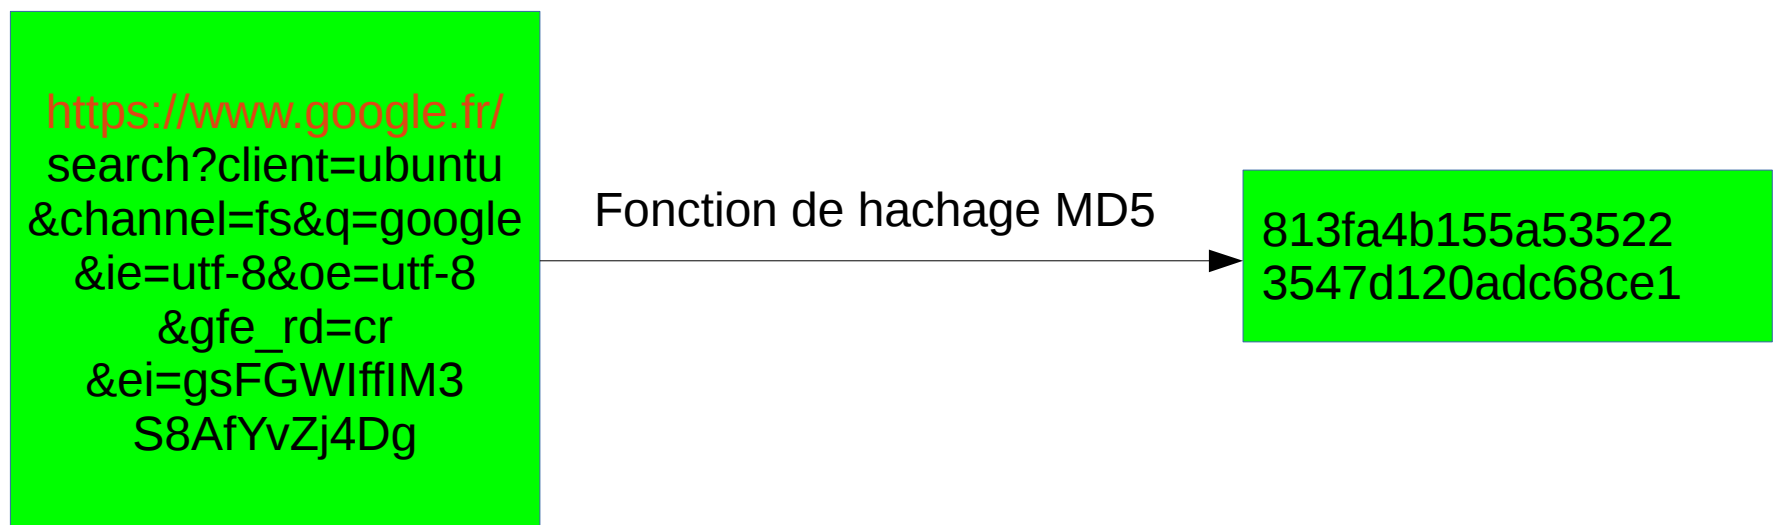 https://www.google.fr/
search?client=ubuntu
&channel=fs&q=google
&ie=utf-8&oe=utf-8
&gfe_rd=cr
&ei=gsFGWIffIM3
S8AfYvZj4Dg
Fonction de hachage MD5
813fa4b155a53522
3547d120adc68ce1